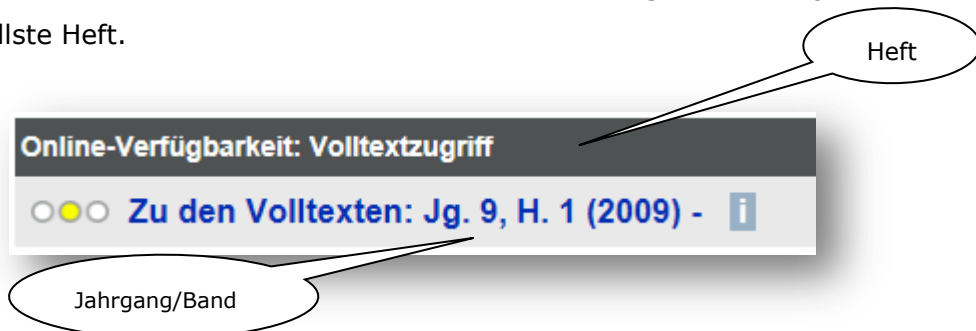 llste Heft.
Heft
Online-Verfügbarkeit: Volltextzugriff
Zu den Volltexten: Jg. 9, H. 1 (2009) - i
Jahrgang/Band